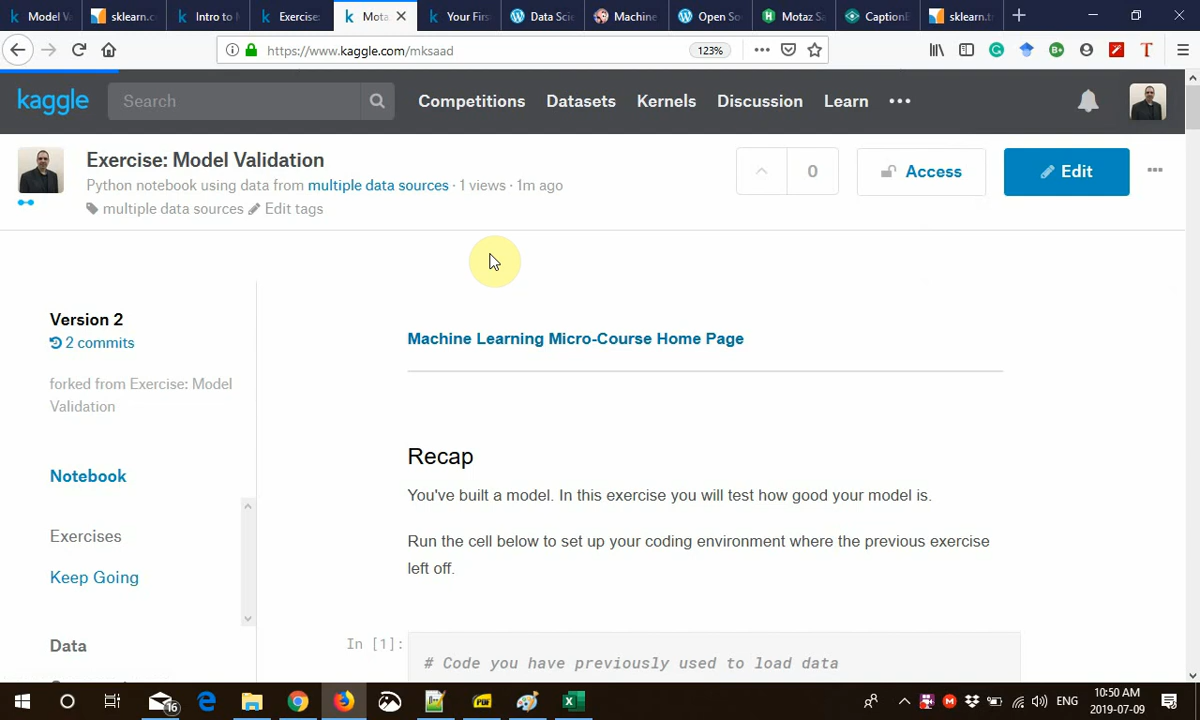 Model V
sklearn.c
Intro to M
Exercise:
Mota
Your Firs
Data Scie
Machine
Open So
Motaz Sa
CaptionE
sklearn.t
https://www.kaggle.com/mksaad
123%
kaggle
Search
Competitions
Datasets
Kernels
Discussion
Learn
Exercise: Model Validation
Python notebook using data from multiple data sources · 1 views · 1m ago
multiple data sources Edit tags
0
Access
Edit
Version 2
2 commits
forked from Exercise: Model
Validation
Notebook
Exercises
Keep Going
Data
Machine Learning Micro-Course Home Page
Recap
You've built a model. In this exercise you will test how good your model is.
Run the cell below to set up your coding environment where the previous exercise
left off.
In [1]:
# Code you have previously used to load data
16
PDF
ENG
10:50 AM
2019-07-09